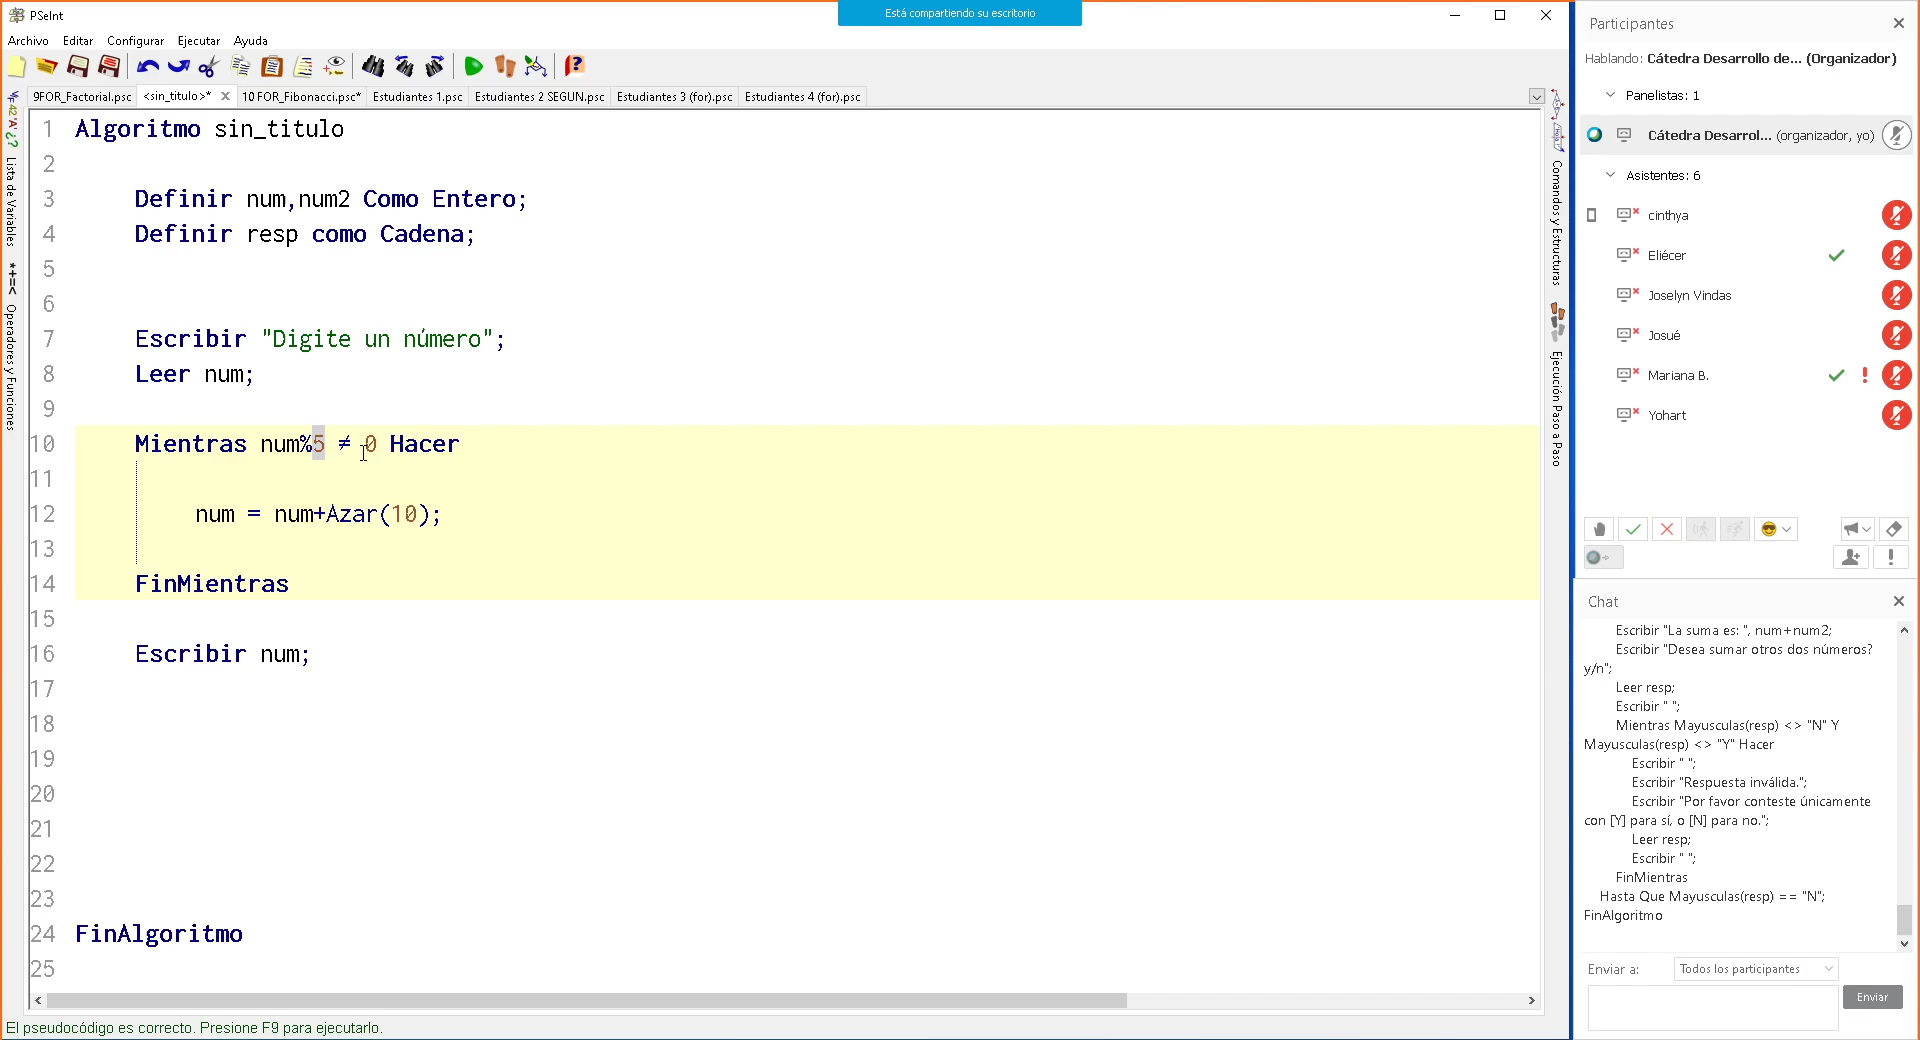 PSeInt
Está compartiendo su escritorio
Archivo Editar Configurar Ejecutar Ayuda
9FOR_Factorial.psc <sin_titulo>* 10 FOR_Fibonacci.psc* Estudiantes 1.psc Estudiantes 2 SEGUN.psc Estudiantes 3 (for).psc Estudiantes 4 (for).psc
Lista de Variables
*+=< Operadores y Funciones
1 Algoritmo sin_titulo
2
3 Definir num,num2 Como Entero;
4 Definir resp como Cadena;
5
6
7 Escribir "Digite un número";
8 Leer num;
9
10 Mientras num%5 ≠ 0 Hacer
11
12 num = num+Azar(10);
13
14 FinMientras
15
16 Escribir num;
17
18
19
20
21
22
23
24 FinAlgoritmo
25
Comandos y Estructuras
Ejecución Paso a Paso
El pseudocódigo es correcto. Presione F9 para ejecutarlo.
Participantes
Hablando: Cátedra Desarrollo de... (Organizador)
Panelistas: 1
Cátedra Desarrol... (organizador, yo)
Asistentes: 6
cinthya
Eliécer
Joselyn Vindas
Josué
Mariana B.
Yohart
Chat
Escribir "La suma es: ", num+num2;
Escribir "Desea sumar otros dos números?
y/n";
Leer resp;
Escribir " ";
Mientras Mayusculas(resp) <> "N" Y
Mayusculas(resp) <> "Y" Hacer
Escribir " ";
Escribir "Respuesta inválida.";
Escribir "Por favor conteste únicamente
con [Y] para sí, o [N] para no.";
Leer resp;
Escribir " ";
FinMientras
Hasta Que Mayusculas(resp) == "N";
FinAlgoritmo
Enviar a: Todos los participantes
Enviar